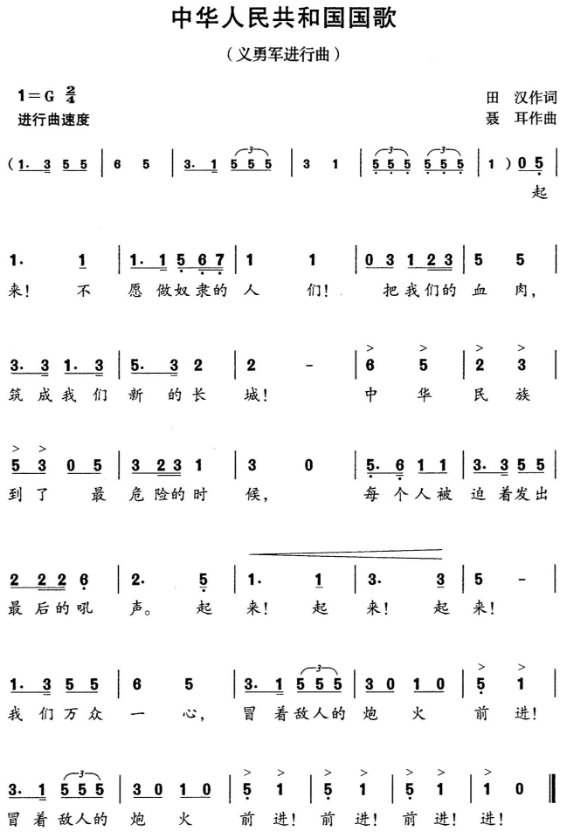 中华人民共和国国歌
（义勇军进行曲）
1=G 2/4
田 汉作词
进行曲速度
聂 耳作曲
（1. 3 5 5 | 6 5 | 3. 1 5 5 5 | 3 1 | 5 5 5 5 5 5 | 1 ）0 5 |
起
1. 1 | 1. 1 5 6 7 | 1 1 | 0 3 1 2 3 | 5 5 |
来！ 不 愿 做奴 隶的 人 们！ 把我们的 血 肉，
3. 3 1. 3 | 5. 3 2 | 2 - | 6 5 | 2 3 |
筑 成我 们 新 的长 城！ 中 华 民 族
5 3 0 5 | 3 2 3 1 | 3 0 | 5. 6 1 1 | 3. 3 5 5 |
到了 最 危险的时 候， 每 个人被 迫着发出
2 2 2 6 | 2. 5 | 1. 1 | 3. 3 | 5 - |
最后的吼 声。 起 来！ 起 来！ 起 来！
1. 3 5 5 | 6 5 | 3. 1 5 5 5 | 3 0 1 0 | 5 1 |
我们万众 一 心， 冒着敌人的 炮 火 前 进！
3. 1 5 5 5 | 3 0 1 0 | 5 1 | 5 1 | 5 1 | 1 0 ‖
冒着敌人的 炮 火 前 进！ 前 进！ 前 进！ 进！